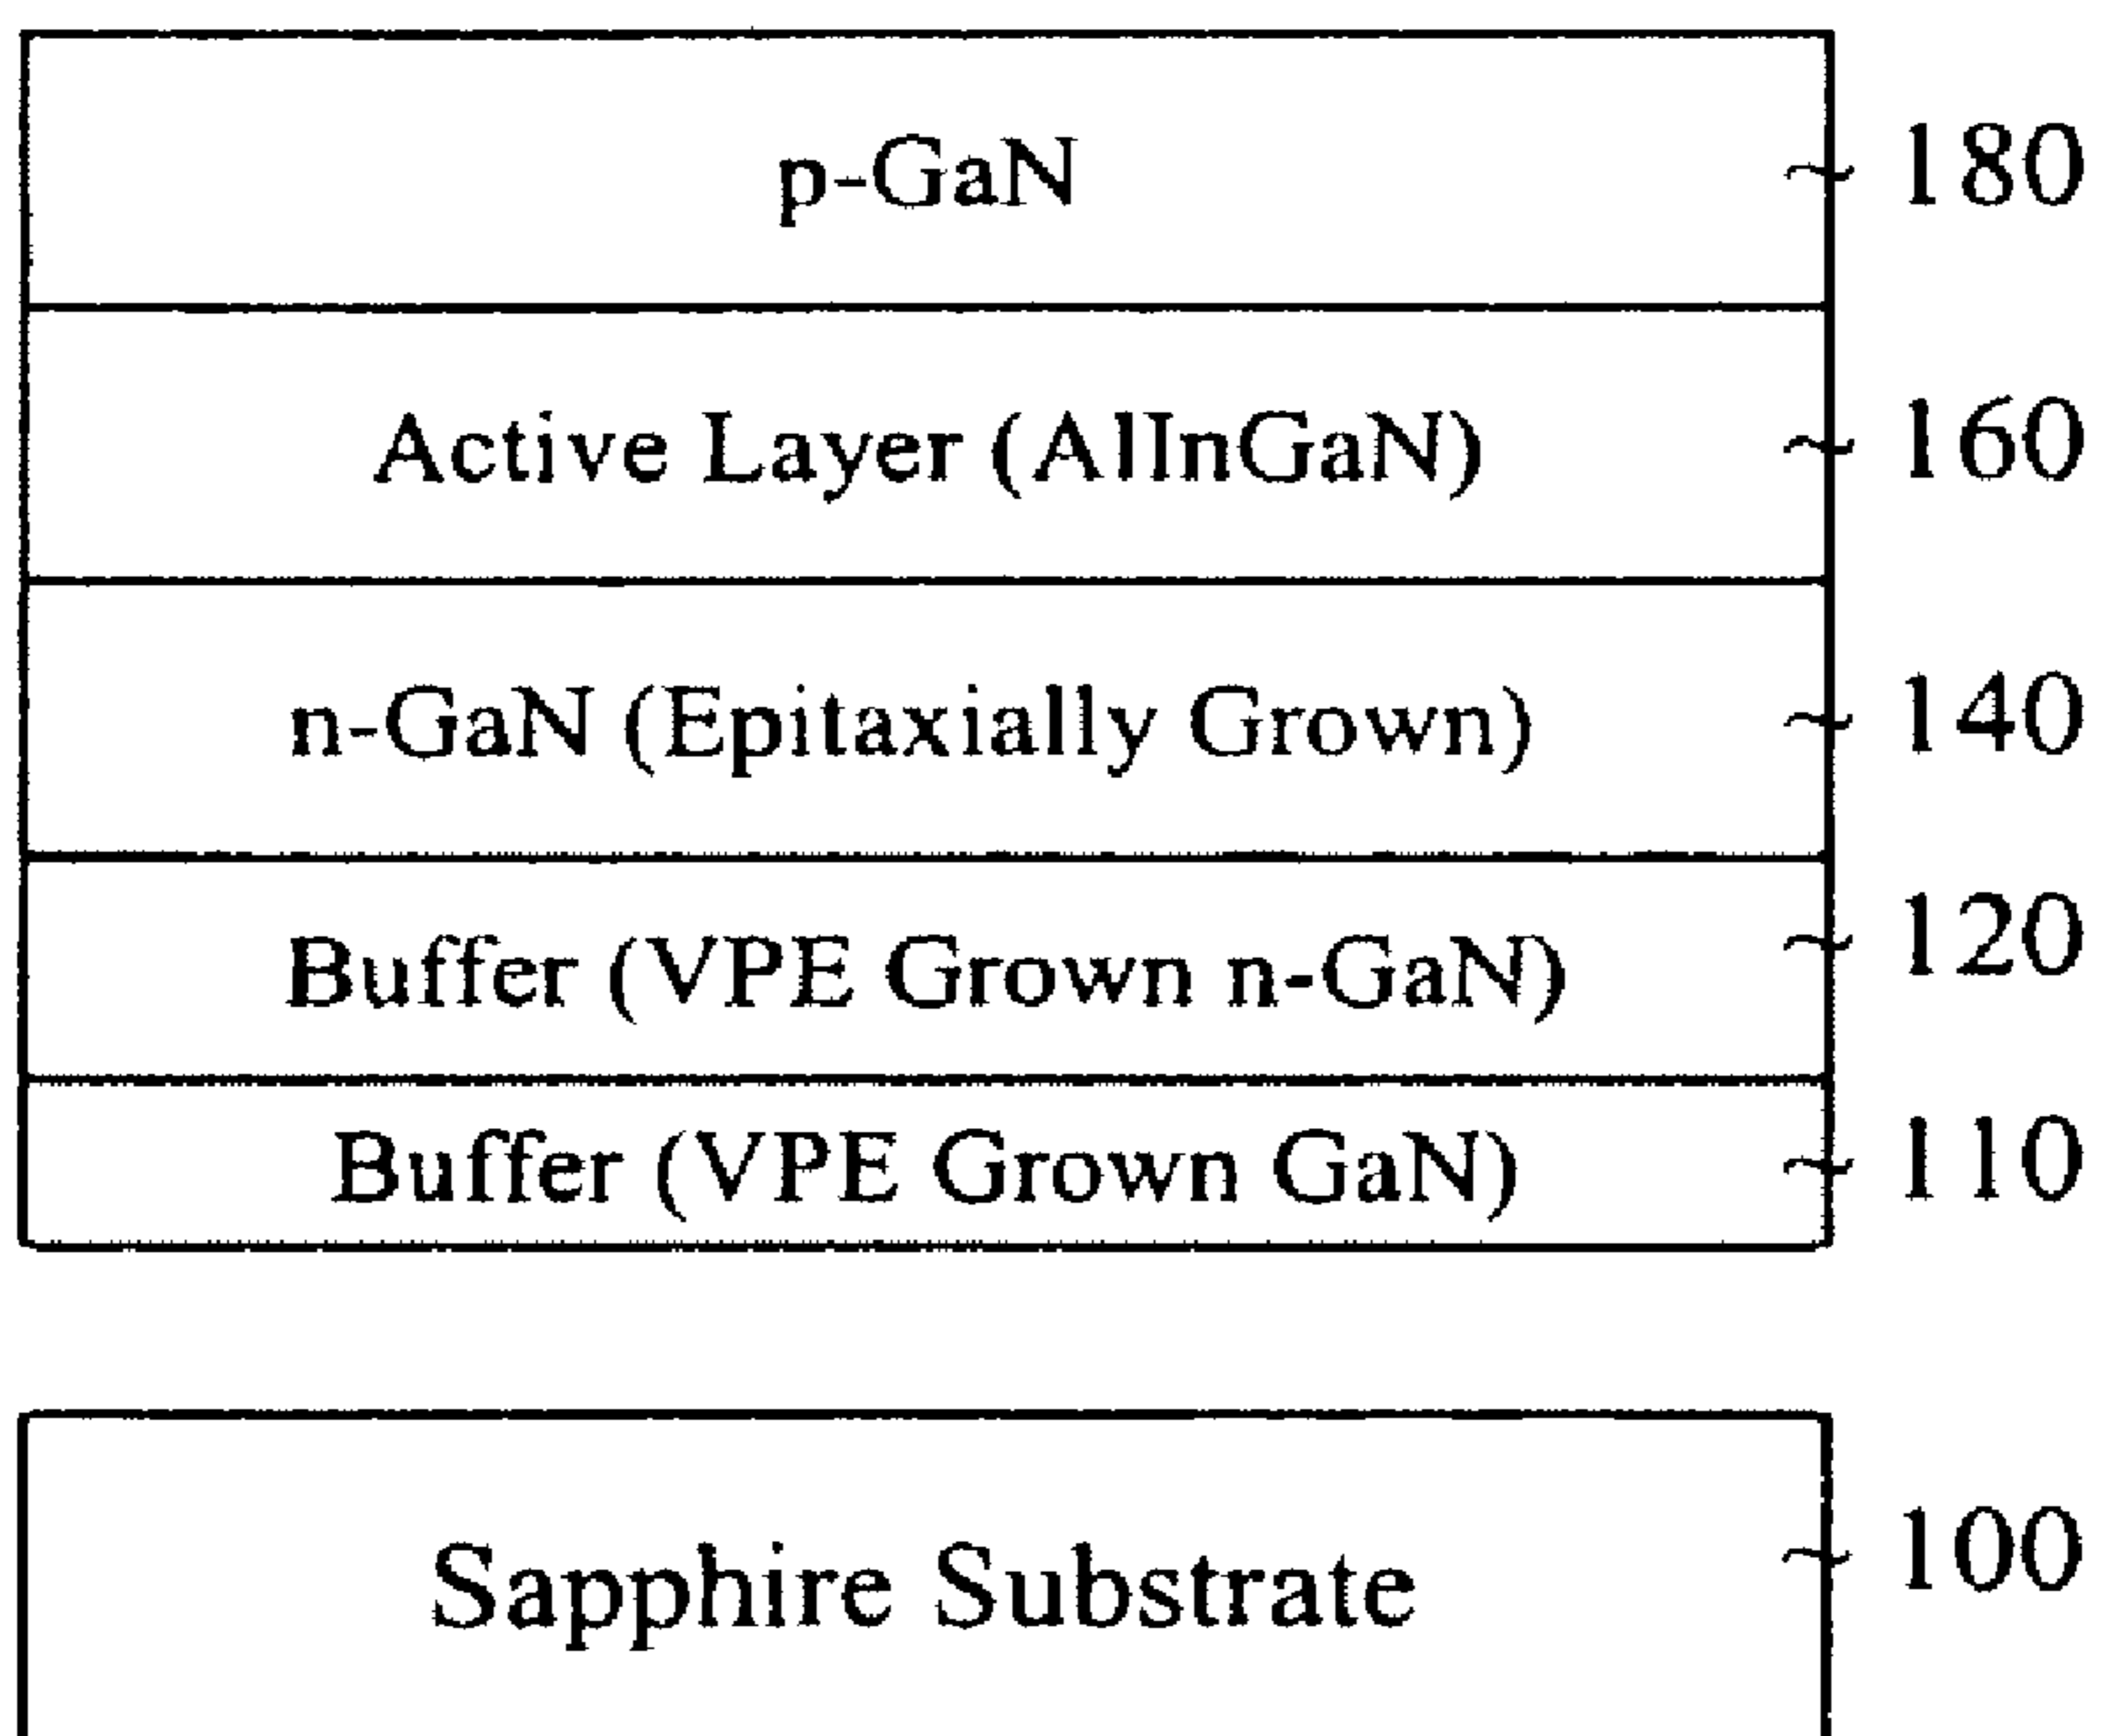 p-GaN 180
Active Layer (AlInGaN) 160
n-GaN (Epitaxially Grown) 140
Buffer (VPE Grown n-GaN) 120
Buffer (VPE Grown GaN) 110
Sapphire Substrate 100